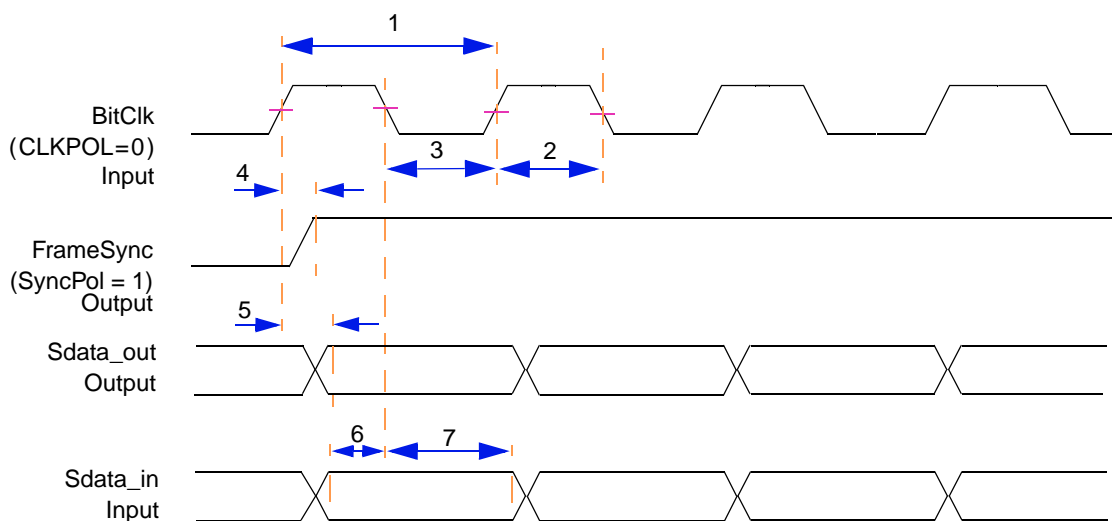 1
BitClk
(CLKPOL=0)
Input
3
2
4
FrameSync
(SyncPol = 1)
Output
5
Sdata_out
Output
6
7
Sdata_in
Input